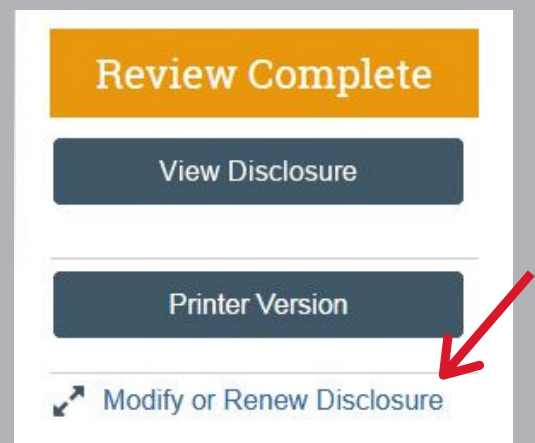 Review Complete
View Disclosure
Printer Version
Modify or Renew Disclosure